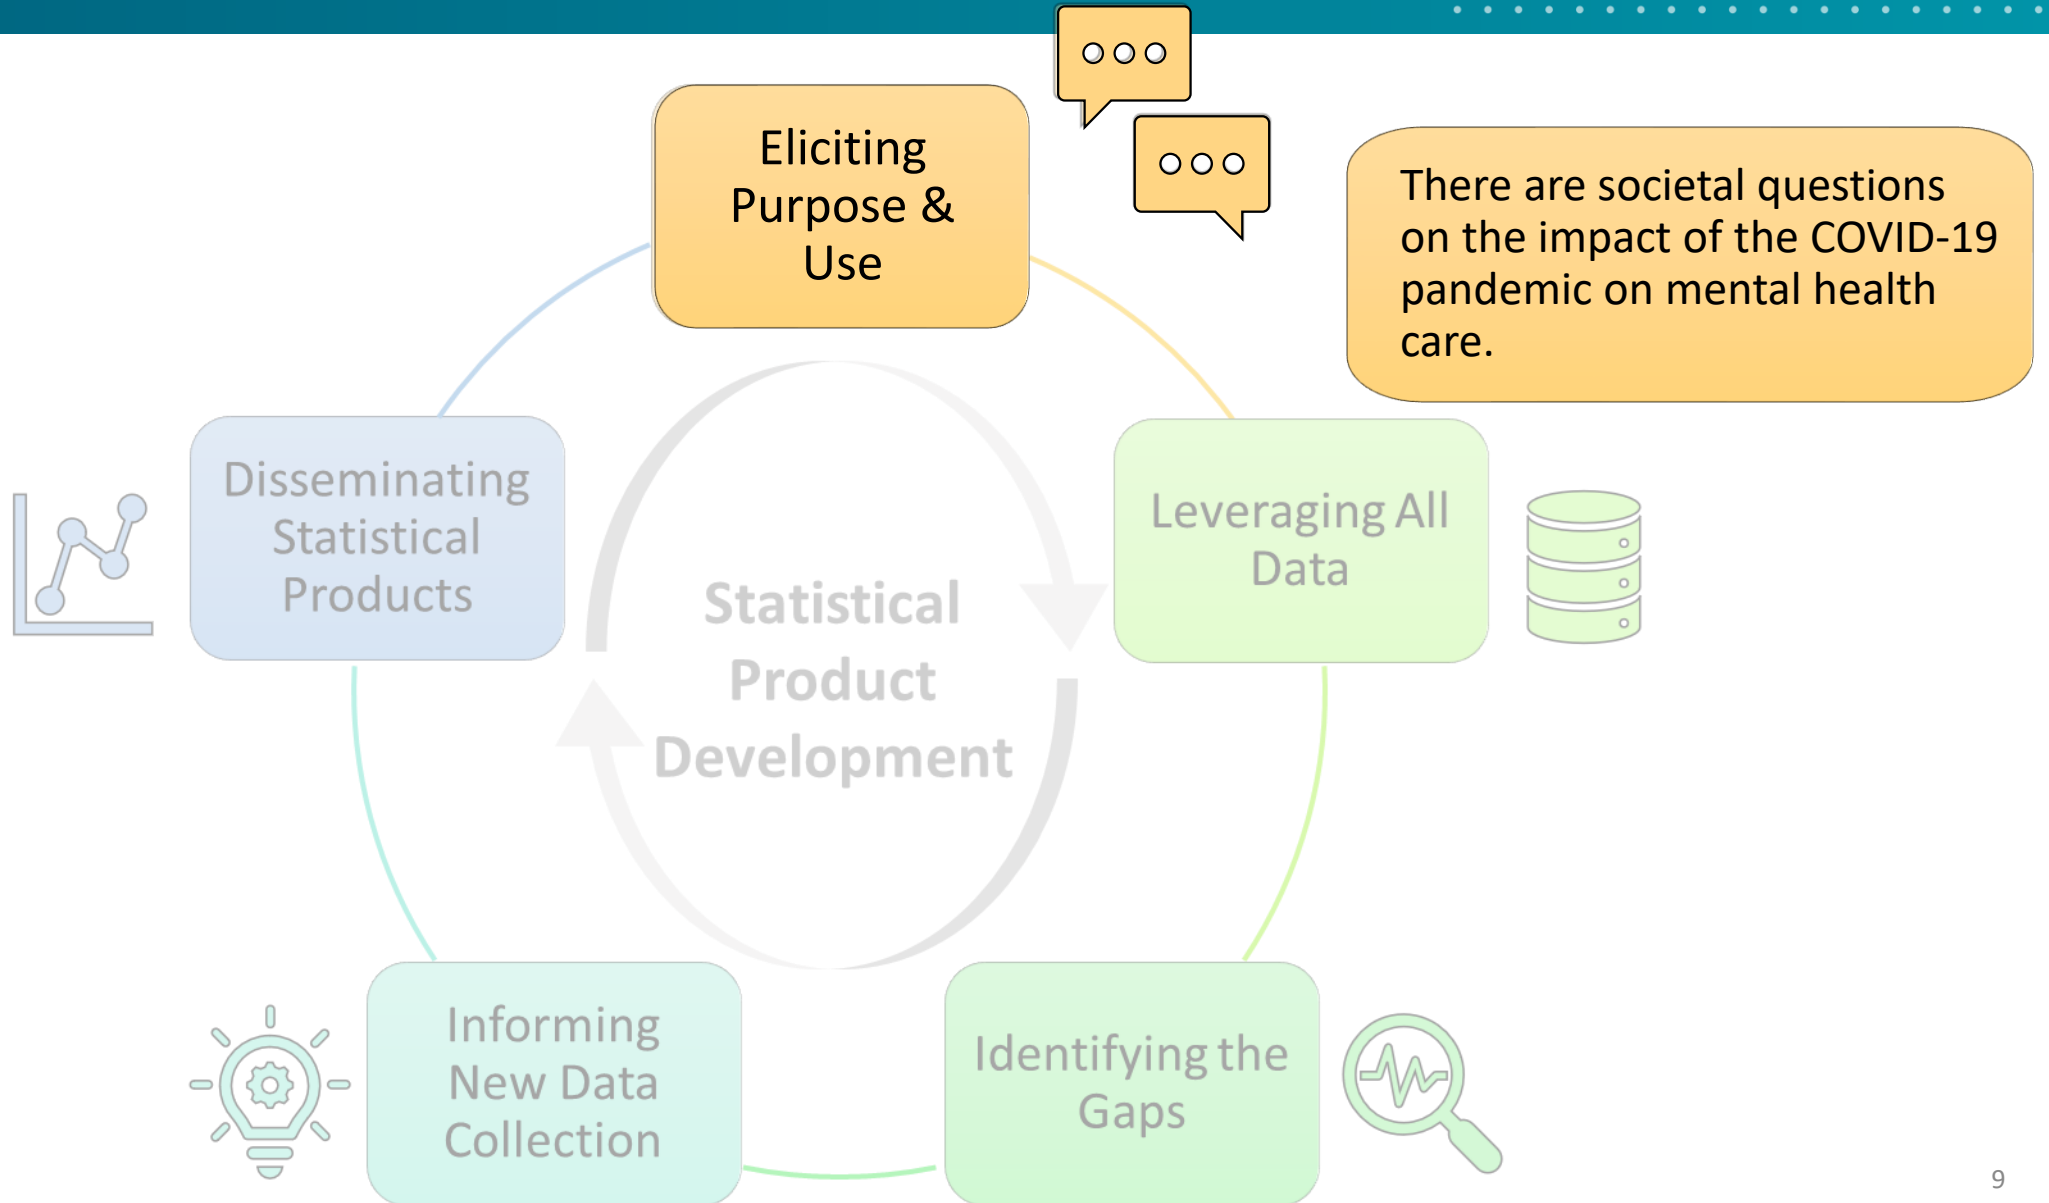 Eliciting
Purpose &
Use
There are societal questions
on the impact of the COVID-19
pandemic on mental health
care.
Disseminating
Statistical
Products
Leveraging All
Data
Statistical
Product
Development
Informing
New Data
Collection
Identifying the
Gaps
9